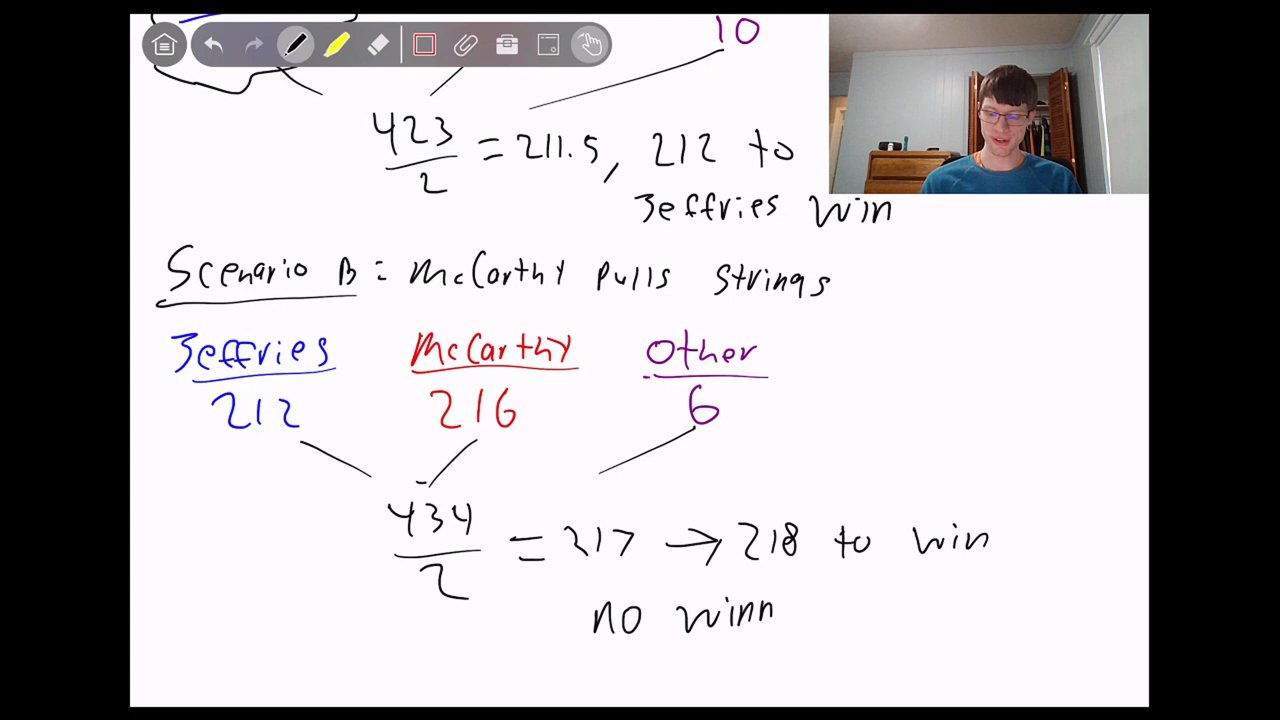 10
423
2
= 211.5, 212 to
Jeffries win
Scenario B = McCarthy Pulls Strings
Jeffries McCarthy Other
212 216 6
434
2
= 217 → 218 to win
no winn